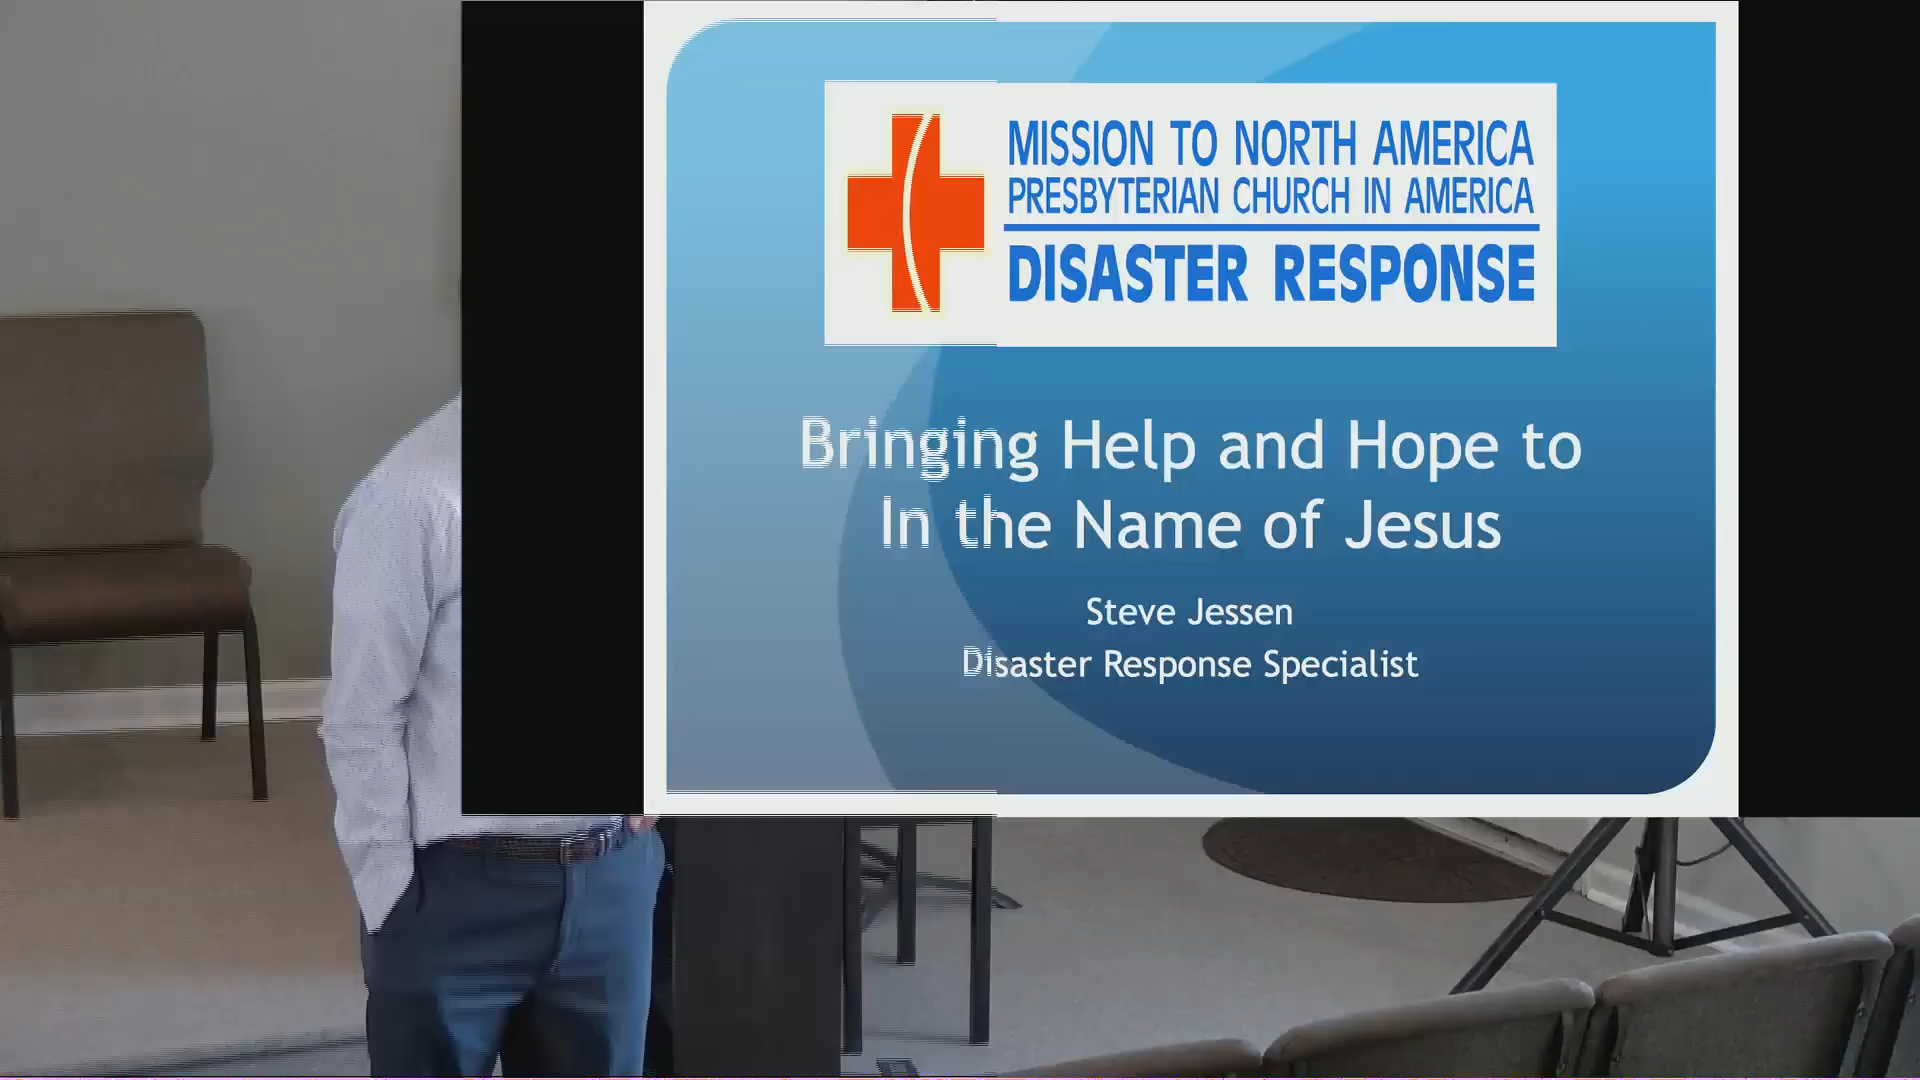 MISSION TO NORTH AMERICA
PRESBYTERIAN CHURCH IN AMERICA
DISASTER RESPONSE
Bringing Help and Hope to
In the Name of Jesus
Steve Jessen
Disaster Response Specialist